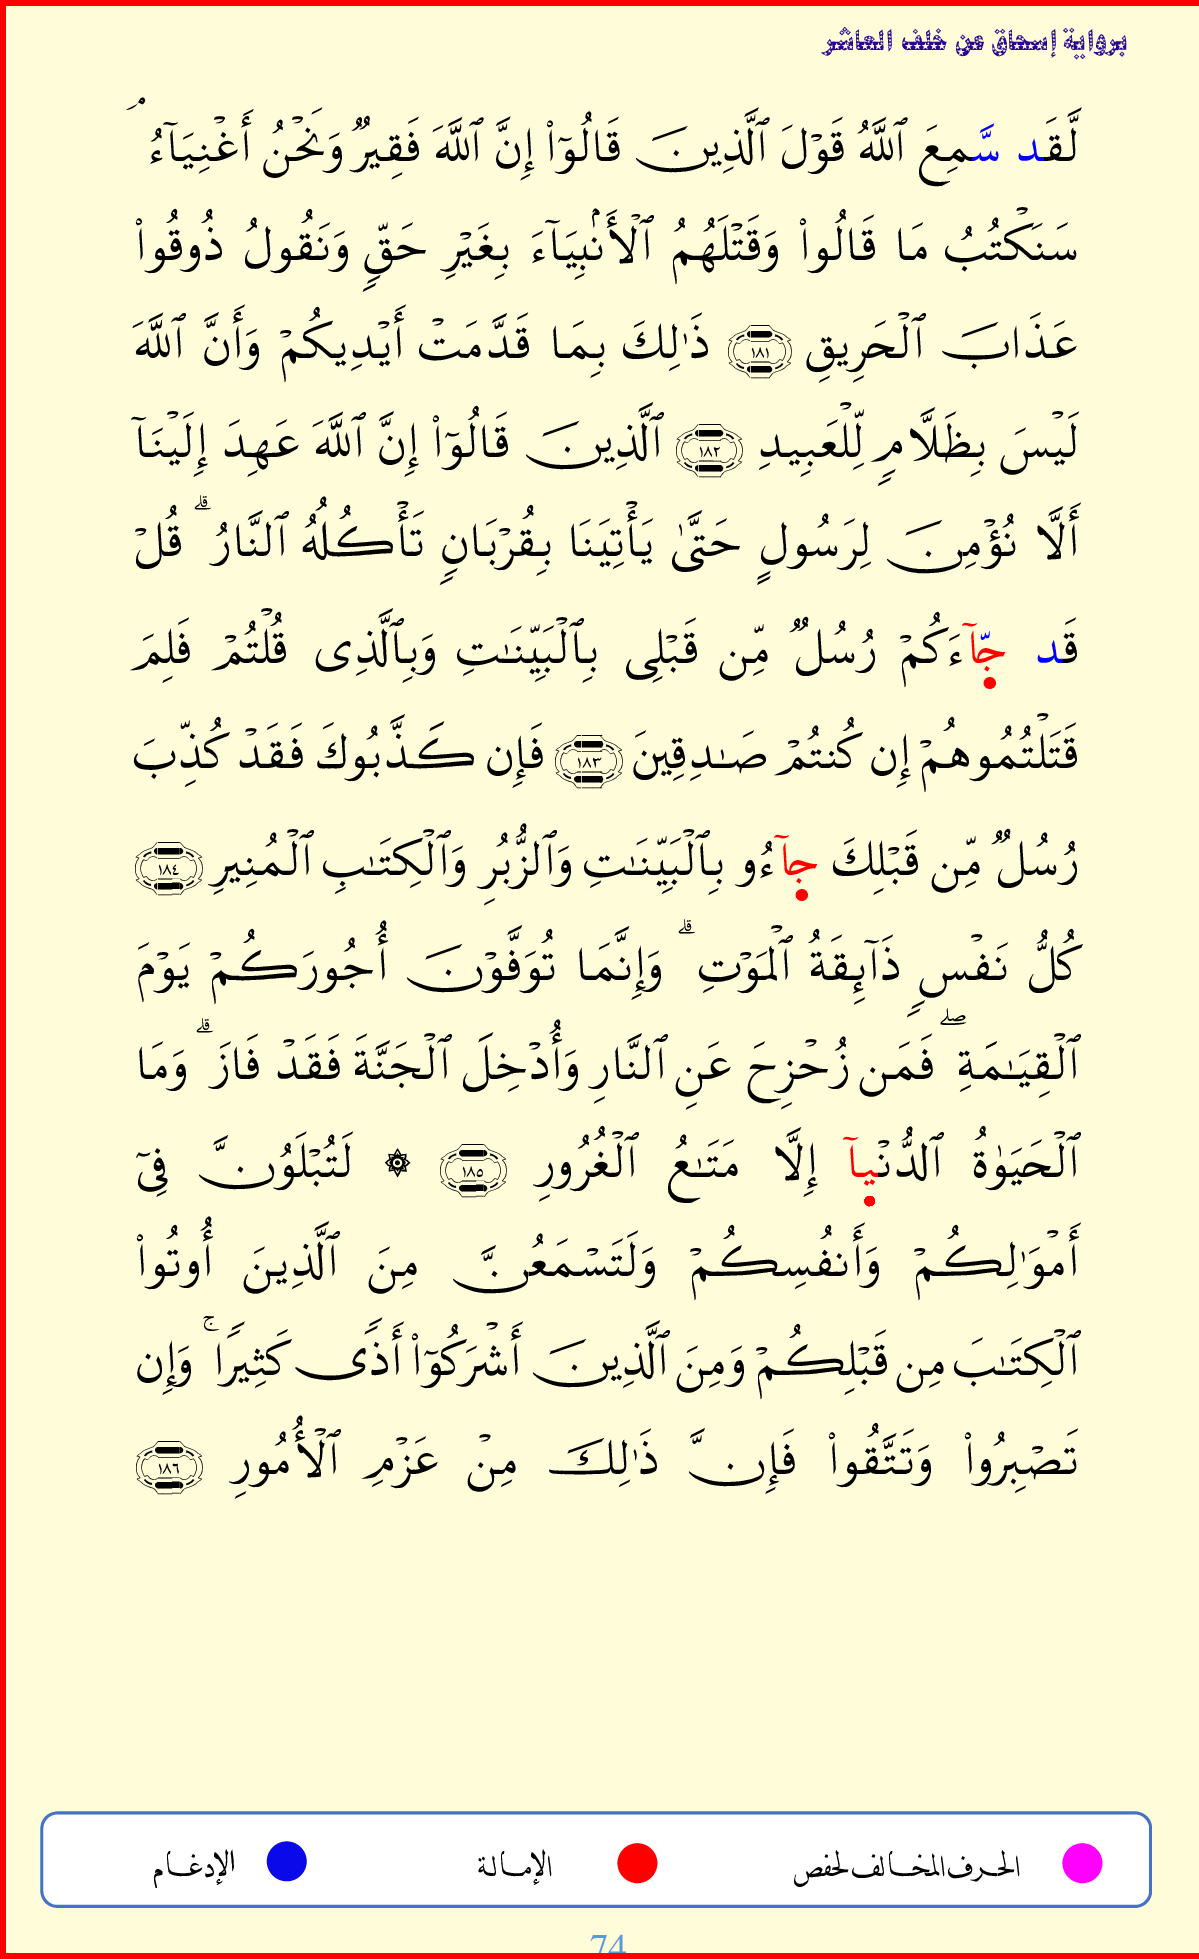 برواية إسحاق عن خلف العاشر
لَّقَد سَّمِعَ ٱللَّهُ قَوۡلَ ٱلَّذِينَ قَالُوٓاْ إِنَّ ٱللَّهَ فَقِيرٞ وَنَحۡنُ أَغۡنِيَآءُۘ
سَنَكۡتُبُ مَا قَالُواْ وَقَتۡلَهُمُ ٱلۡأَنۢبِيَآءَ بِغَيۡرِ حَقّٖ وَنَقُولُ ذُوقُواْ
عَذَابَ ٱلۡحَرِيقِ ١٨١ ذَٰلِكَ بِمَا قَدَّمَتۡ أَيۡدِيكُمۡ وَأَنَّ ٱللَّهَ
لَيۡسَ بِظَلَّامٖ لِّلۡعَبِيدِ ١٨٢ ٱلَّذِينَ قَالُوٓاْ إِنَّ ٱللَّهَ عَهِدَ إِلَيۡنَآ
أَلَّا نُؤۡمِنَ لِرَسُولٍ حَتَّىٰ يَأۡتِيَنَا بِقُرۡبَانٖ تَأۡكُلُهُ ٱلنَّارُۗ قُلۡ
قَد جَّآءَكُمۡ رُسُلٞ مِّن قَبۡلِي بِٱلۡبَيِّنَٰتِ وَبِٱلَّذِي قُلۡتُمۡ فَلِمَ
قَتَلۡتُمُوهُمۡ إِن كُنتُمۡ صَٰدِقِينَ ١٨٣ فَإِن كَذَّبُوكَ فَقَدۡ كُذِّبَ
رُسُلٞ مِّن قَبۡلِكَ جَآءُو بِٱلۡبَيِّنَٰتِ وَٱلزُّبُرِ وَٱلۡكِتَٰبِ ٱلۡمُنِيرِ ١٨٤
كُلُّ نَفۡسٖ ذَآئِقَةُ ٱلۡمَوۡتِۗ وَإِنَّمَا تُوَفَّوۡنَ أُجُورَكُمۡ يَوۡمَ
ٱلۡقِيَٰمَةِۖ فَمَن زُحۡزِحَ عَنِ ٱلنَّارِ وَأُدۡخِلَ ٱلۡجَنَّةَ فَقَدۡ فَازَۗ وَمَا
ٱلۡحَيَوٰةُ ٱلدُّنۡيَآ إِلَّا مَتَٰعُ ٱلۡغُرُورِ ١٨٥ ۞ لَتُبۡلَوُنَّ فِيٓ
أَمۡوَٰلِكُمۡ وَأَنفُسِكُمۡ وَلَتَسۡمَعُنَّ مِنَ ٱلَّذِينَ أُوتُواْ
ٱلۡكِتَٰبَ مِن قَبۡلِكُمۡ وَمِنَ ٱلَّذِينَ أَشۡرَكُوٓاْ أَذٗى كَثِيرٗاۚ وَإِن
تَصۡبِرُواْ وَتَتَّقُواْ فَإِنَّ ذَٰلِكَ مِنۡ عَزۡمِ ٱلۡأُمُورِ ١٨٦
الحرف المخالف لحفص الإمالة الإدغام
74